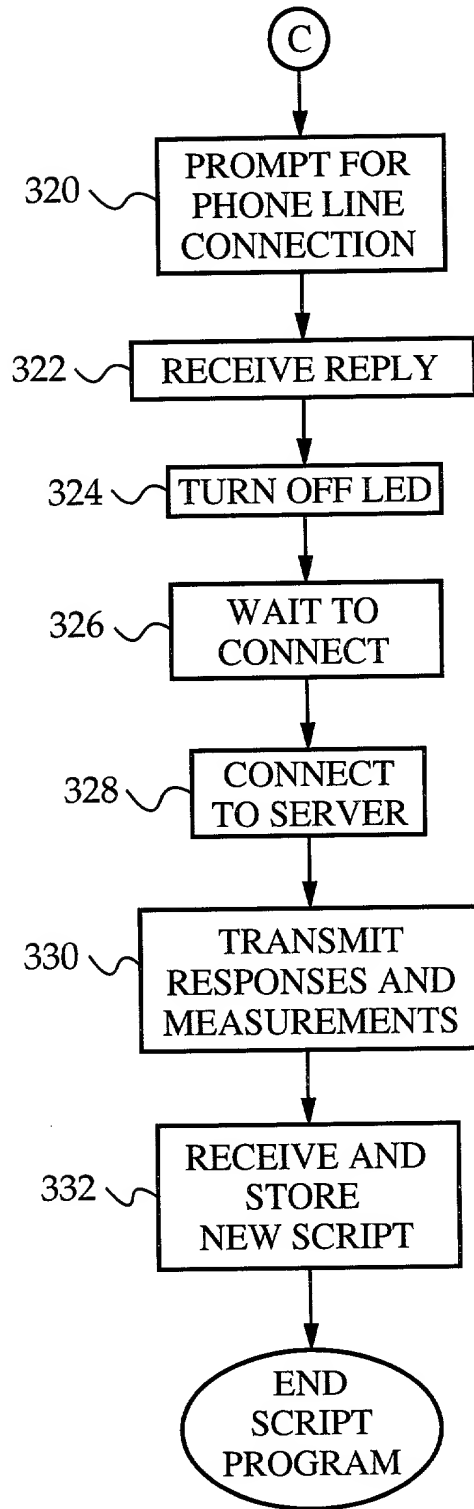 C
320
PROMPT FOR
PHONE LINE
CONNECTION
322
RECEIVE REPLY
324
TURN OFF LED
326
WAIT TO
CONNECT
328
CONNECT
TO SERVER
330
TRANSMIT
RESPONSES AND
MEASUREMENTS
332
RECEIVE AND
STORE
NEW SCRIPT
END
SCRIPT
PROGRAM